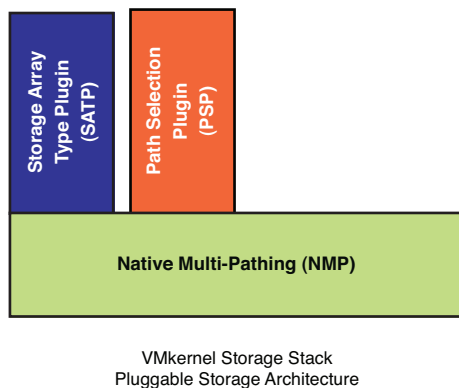 Storage Array
Type Plugin
(SATP)
Path Selection
Plugin
(PSP)
Native Multi-Pathing (NMP)
VMkernel Storage Stack
Pluggable Storage Architecture